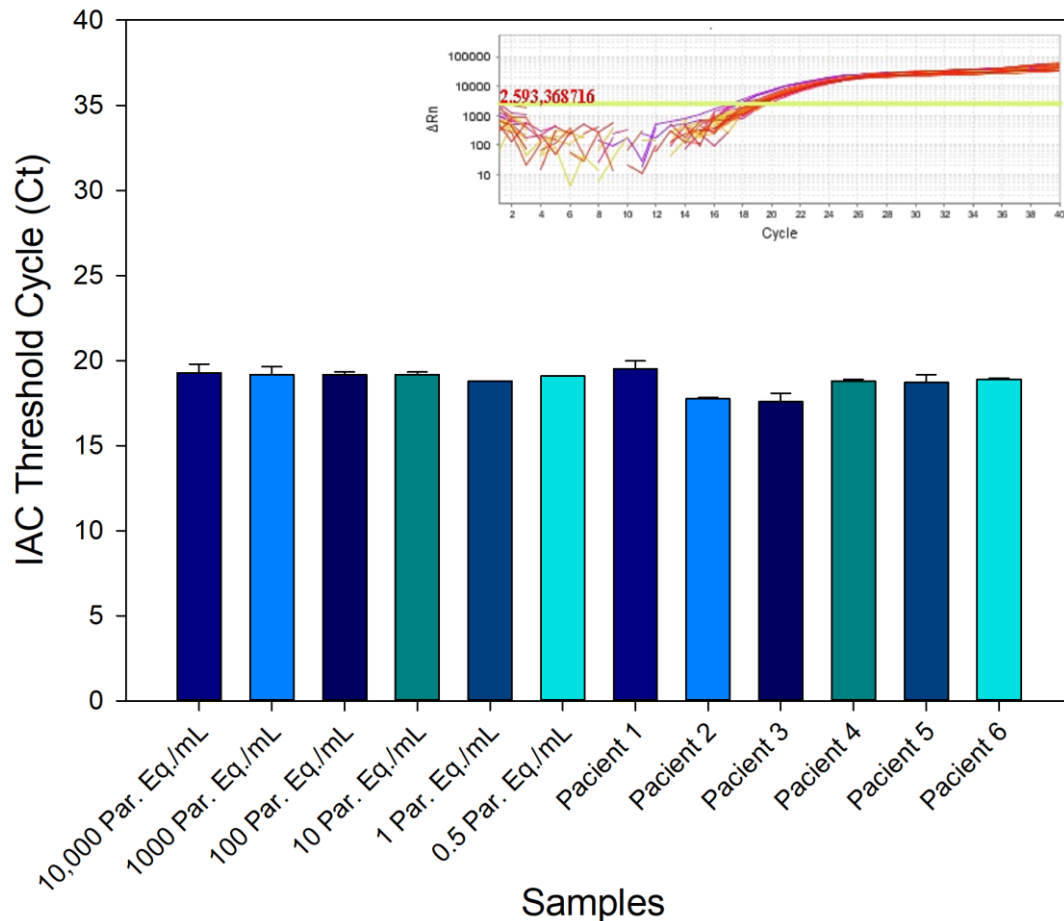 40
35
30
25
20
15
10
5
0
IAC Threshold Cycle (Ct)
100000
10000
1000
100
10
ΔRn
2.593,368716
2 4 6 8 10 12 14 16 18 20 22 24 26 28 30 32 34 36 38 40
Cycle
10,000 Par. Eq./mL
1000 Par. Eq./mL
100 Par. Eq./mL
10 Par. Eq./mL
1 Par. Eq./mL
0.5 Par. Eq./mL
Pacient 1
Pacient 2
Pacient 3
Pacient 4
Pacient 5
Pacient 6
Samples